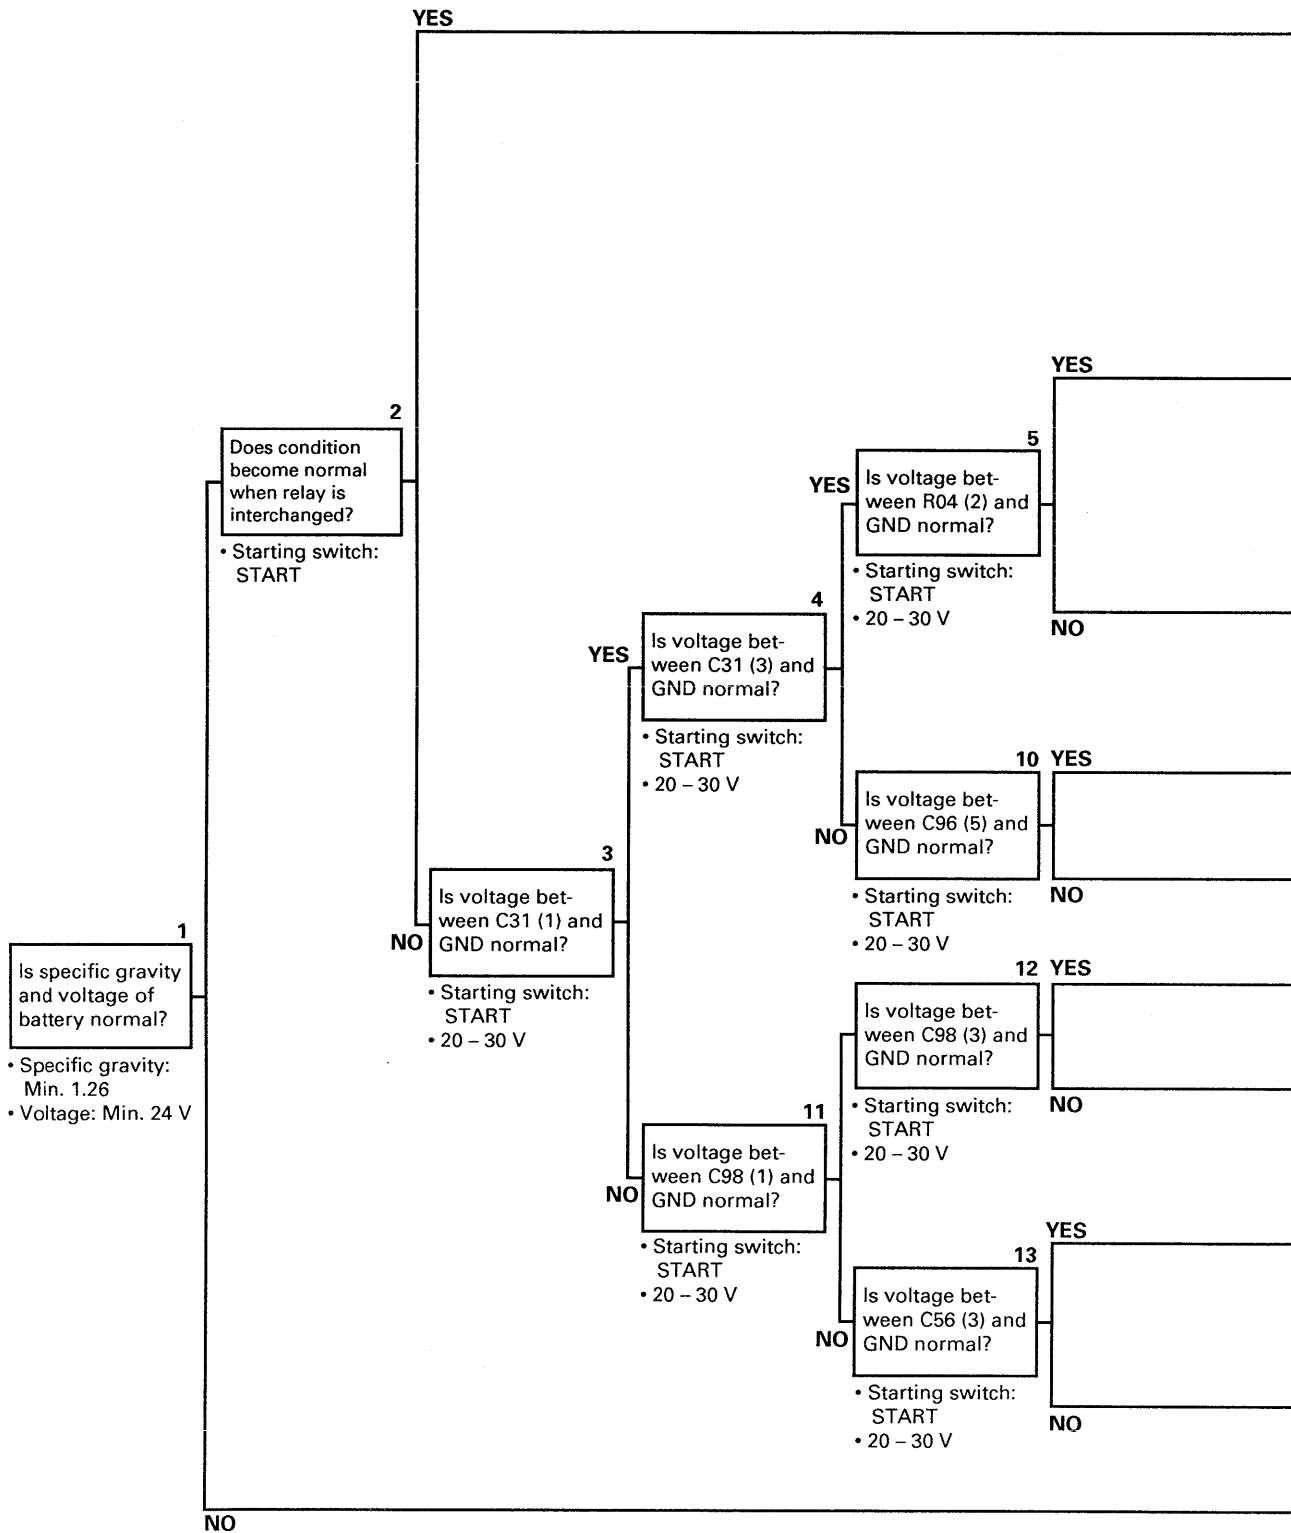 YES
YES
2
Does condition
become normal
when relay is
interchanged?
• Starting switch:
START
5
YES
Is voltage bet-
ween R04 (2) and
GND normal?
• Starting switch:
START
• 20 – 30 V
NO
4
YES
Is voltage bet-
ween C31 (3) and
GND normal?
• Starting switch:
START
• 20 – 30 V
10
YES
NO
Is voltage bet-
ween C96 (5) and
GND normal?
• Starting switch:
START
• 20 – 30 V
NO
3
NO
Is voltage bet-
ween C31 (1) and
GND normal?
• Starting switch:
START
• 20 – 30 V
1
Is specific gravity
and voltage of
battery normal?
• Specific gravity:
Min. 1.26
• Voltage: Min. 24 V
12
YES
Is voltage bet-
ween C98 (3) and
GND normal?
• Starting switch:
START
• 20 – 30 V
NO
11
NO
Is voltage bet-
ween C98 (1) and
GND normal?
• Starting switch:
START
• 20 – 30 V
YES
13
NO
Is voltage bet-
ween C56 (3) and
GND normal?
• Starting switch:
START
• 20 – 30 V
NO
NO